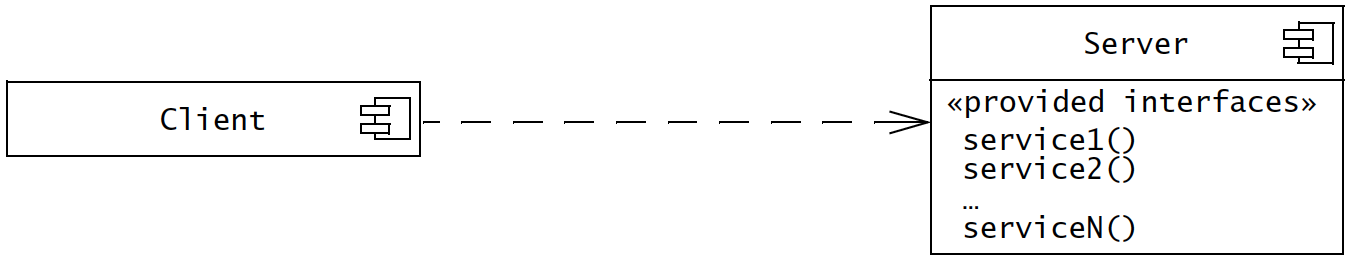 Client
Server
«provided interfaces»
service1()
service2()
…
serviceN()